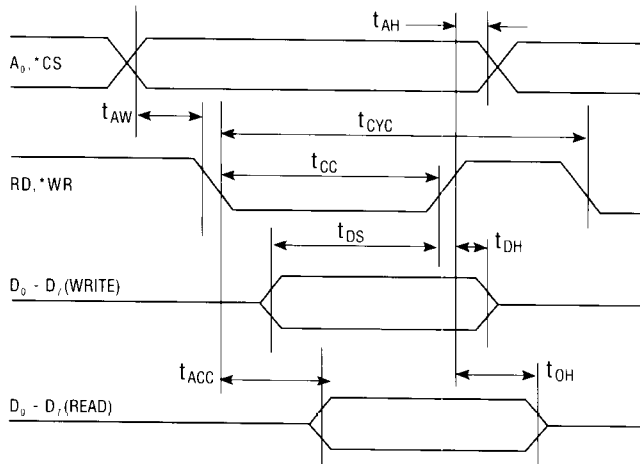 tAH
A0,*CS
tAW
tCYC
tCC
RD,*WR
tDS
tDH
D0 - D7(WRITE)
tACC
tOH
D0 - D7(READ)